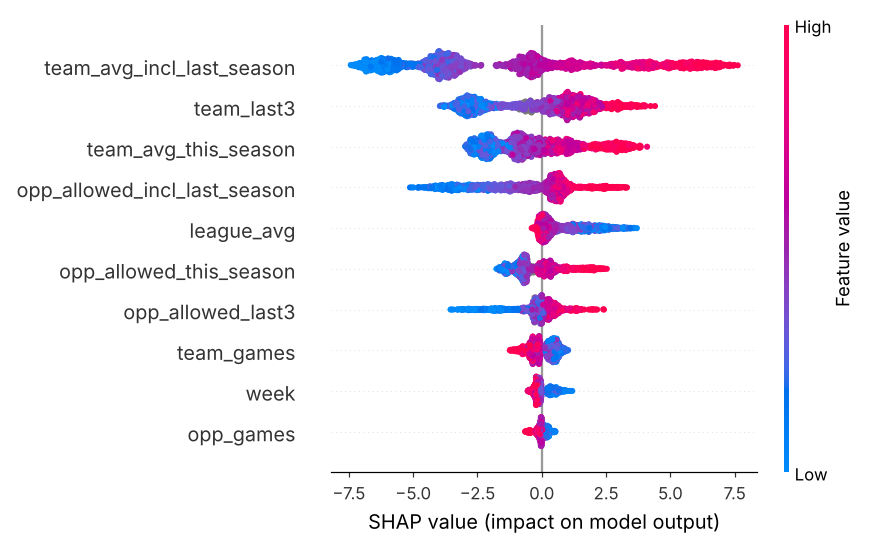 High
team_avg_incl_last_season
team_last3
team_avg_this_season
opp_allowed_incl_last_season
league_avg
opp_allowed_this_season
opp_allowed_last3
team_games
week
opp_games
Feature value
Low
−7.5 −5.0 −2.5 0.0 2.5 5.0 7.5
SHAP value (impact on model output)